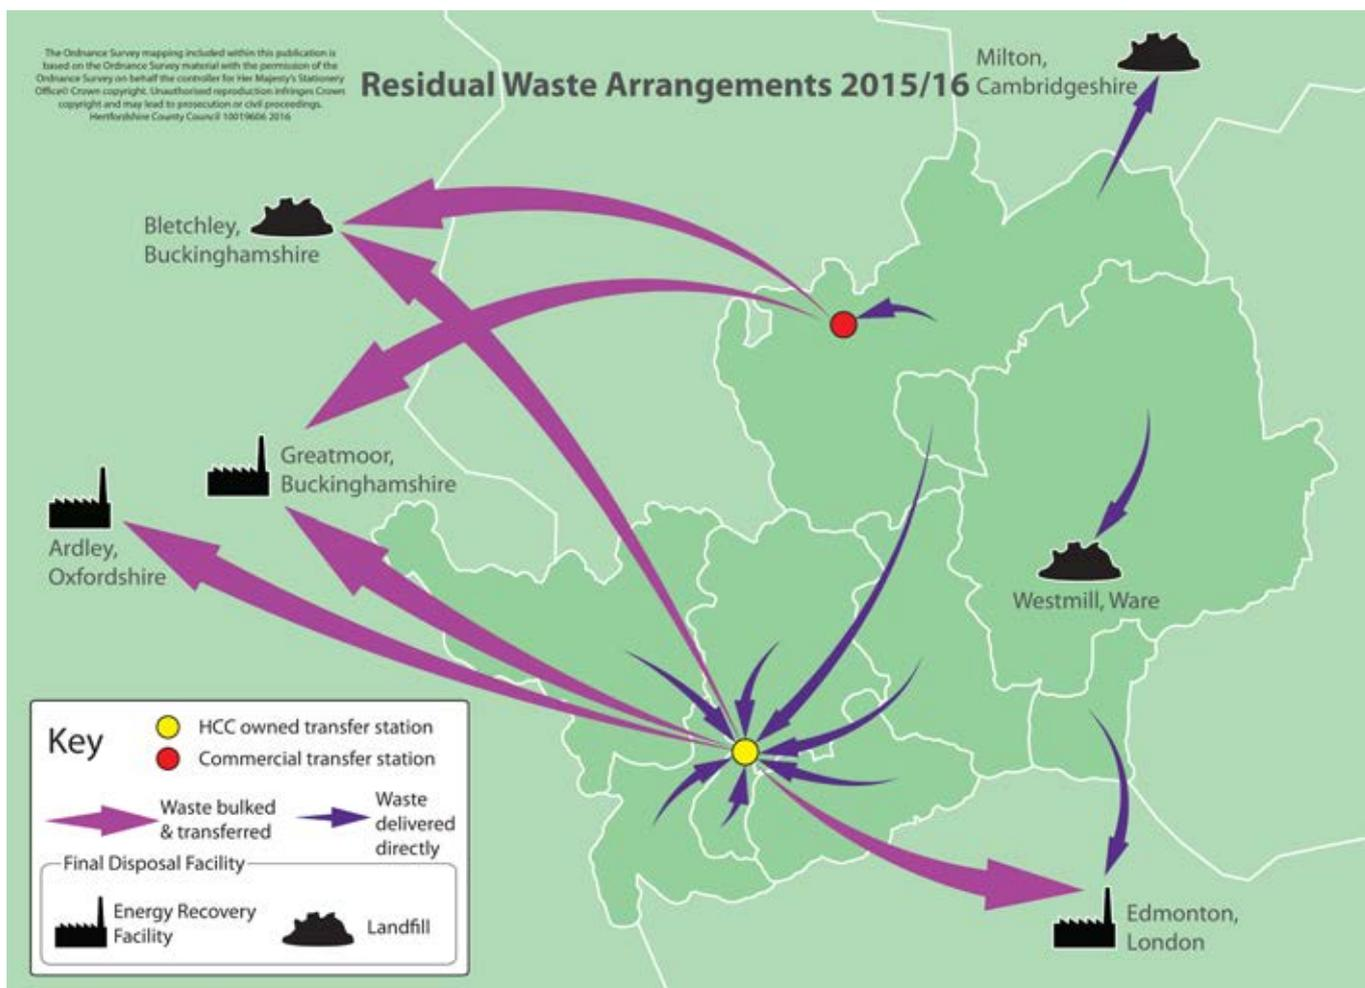 The Ordnance Survey mapping included within this publication is
based on the Ordnance Survey material with the permission of the
Ordnance Survey on behalf the controller for Her Majesty's Stationery
Office© Crown copyright. Unauthorised reproduction infringes Crown
copyright and may lead to prosecution or civil proceedings.
Hertfordshire County Council 10019606 2016
Residual Waste Arrangements 2015/16
Milton,
Cambridgeshire
Bletchley,
Buckinghamshire
Greatmoor,
Buckinghamshire
Ardley,
Oxfordshire
Westmill, Ware
Key
HCC owned transfer station
Commercial transfer station
Waste bulked
& transferred
Waste
delivered
directly
Final Disposal Facility
Energy Recovery
Facility
Landfill
Edmonton,
London